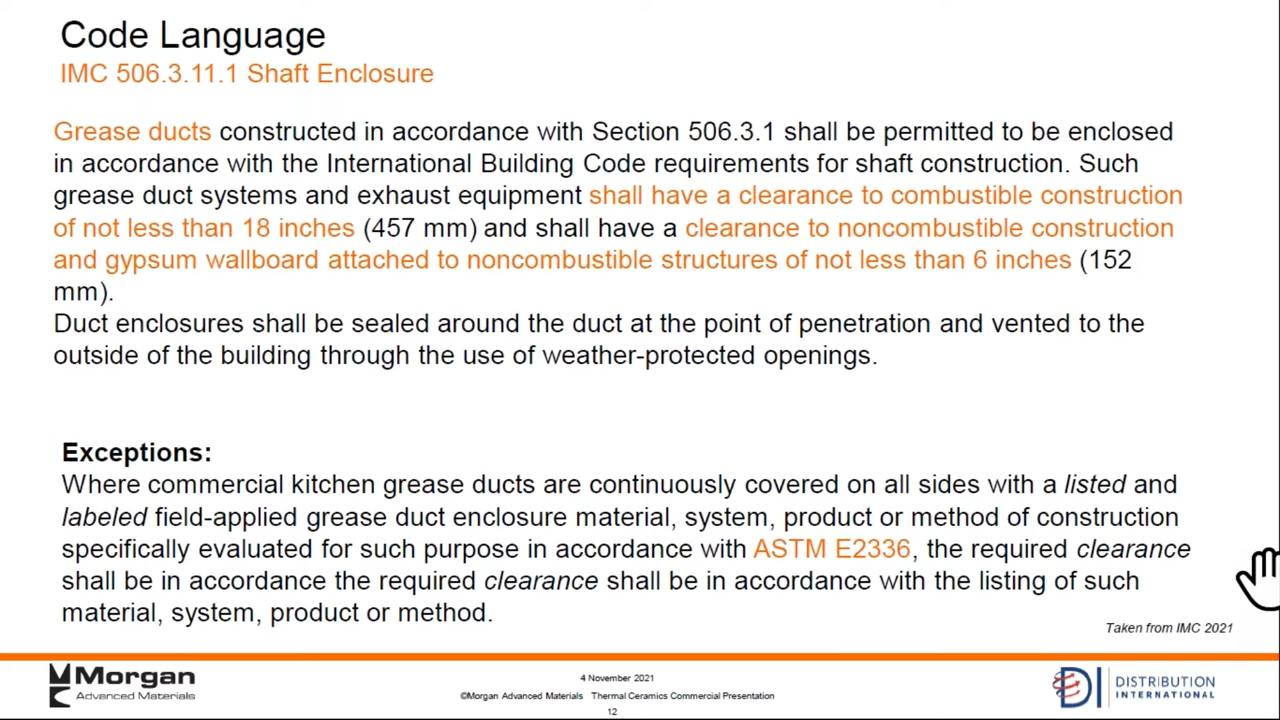 Code Language
IMC 506.3.11.1 Shaft Enclosure
Grease ducts constructed in accordance with Section 506.3.1 shall be permitted to be enclosed
in accordance with the International Building Code requirements for shaft construction. Such
grease duct systems and exhaust equipment shall have a clearance to combustible construction
of not less than 18 inches (457 mm) and shall have a clearance to noncombustible construction
and gypsum wallboard attached to noncombustible structures of not less than 6 inches (152
mm).
Duct enclosures shall be sealed around the duct at the point of penetration and vented to the
outside of the building through the use of weather-protected openings.
Exceptions:
Where commercial kitchen grease ducts are continuously covered on all sides with a listed and
labeled field-applied grease duct enclosure material, system, product or method of construction
specifically evaluated for such purpose in accordance with ASTM E2336, the required clearance
shall be in accordance the required clearance shall be in accordance with the listing of such
material, system, product or method.
Taken from IMC 2021
Morgan
Advanced Materials
4 November 2021
©Morgan Advanced Materials Thermal Ceramics Commercial Presentation
12
DI DISTRIBUTION
INTERNATIONAL